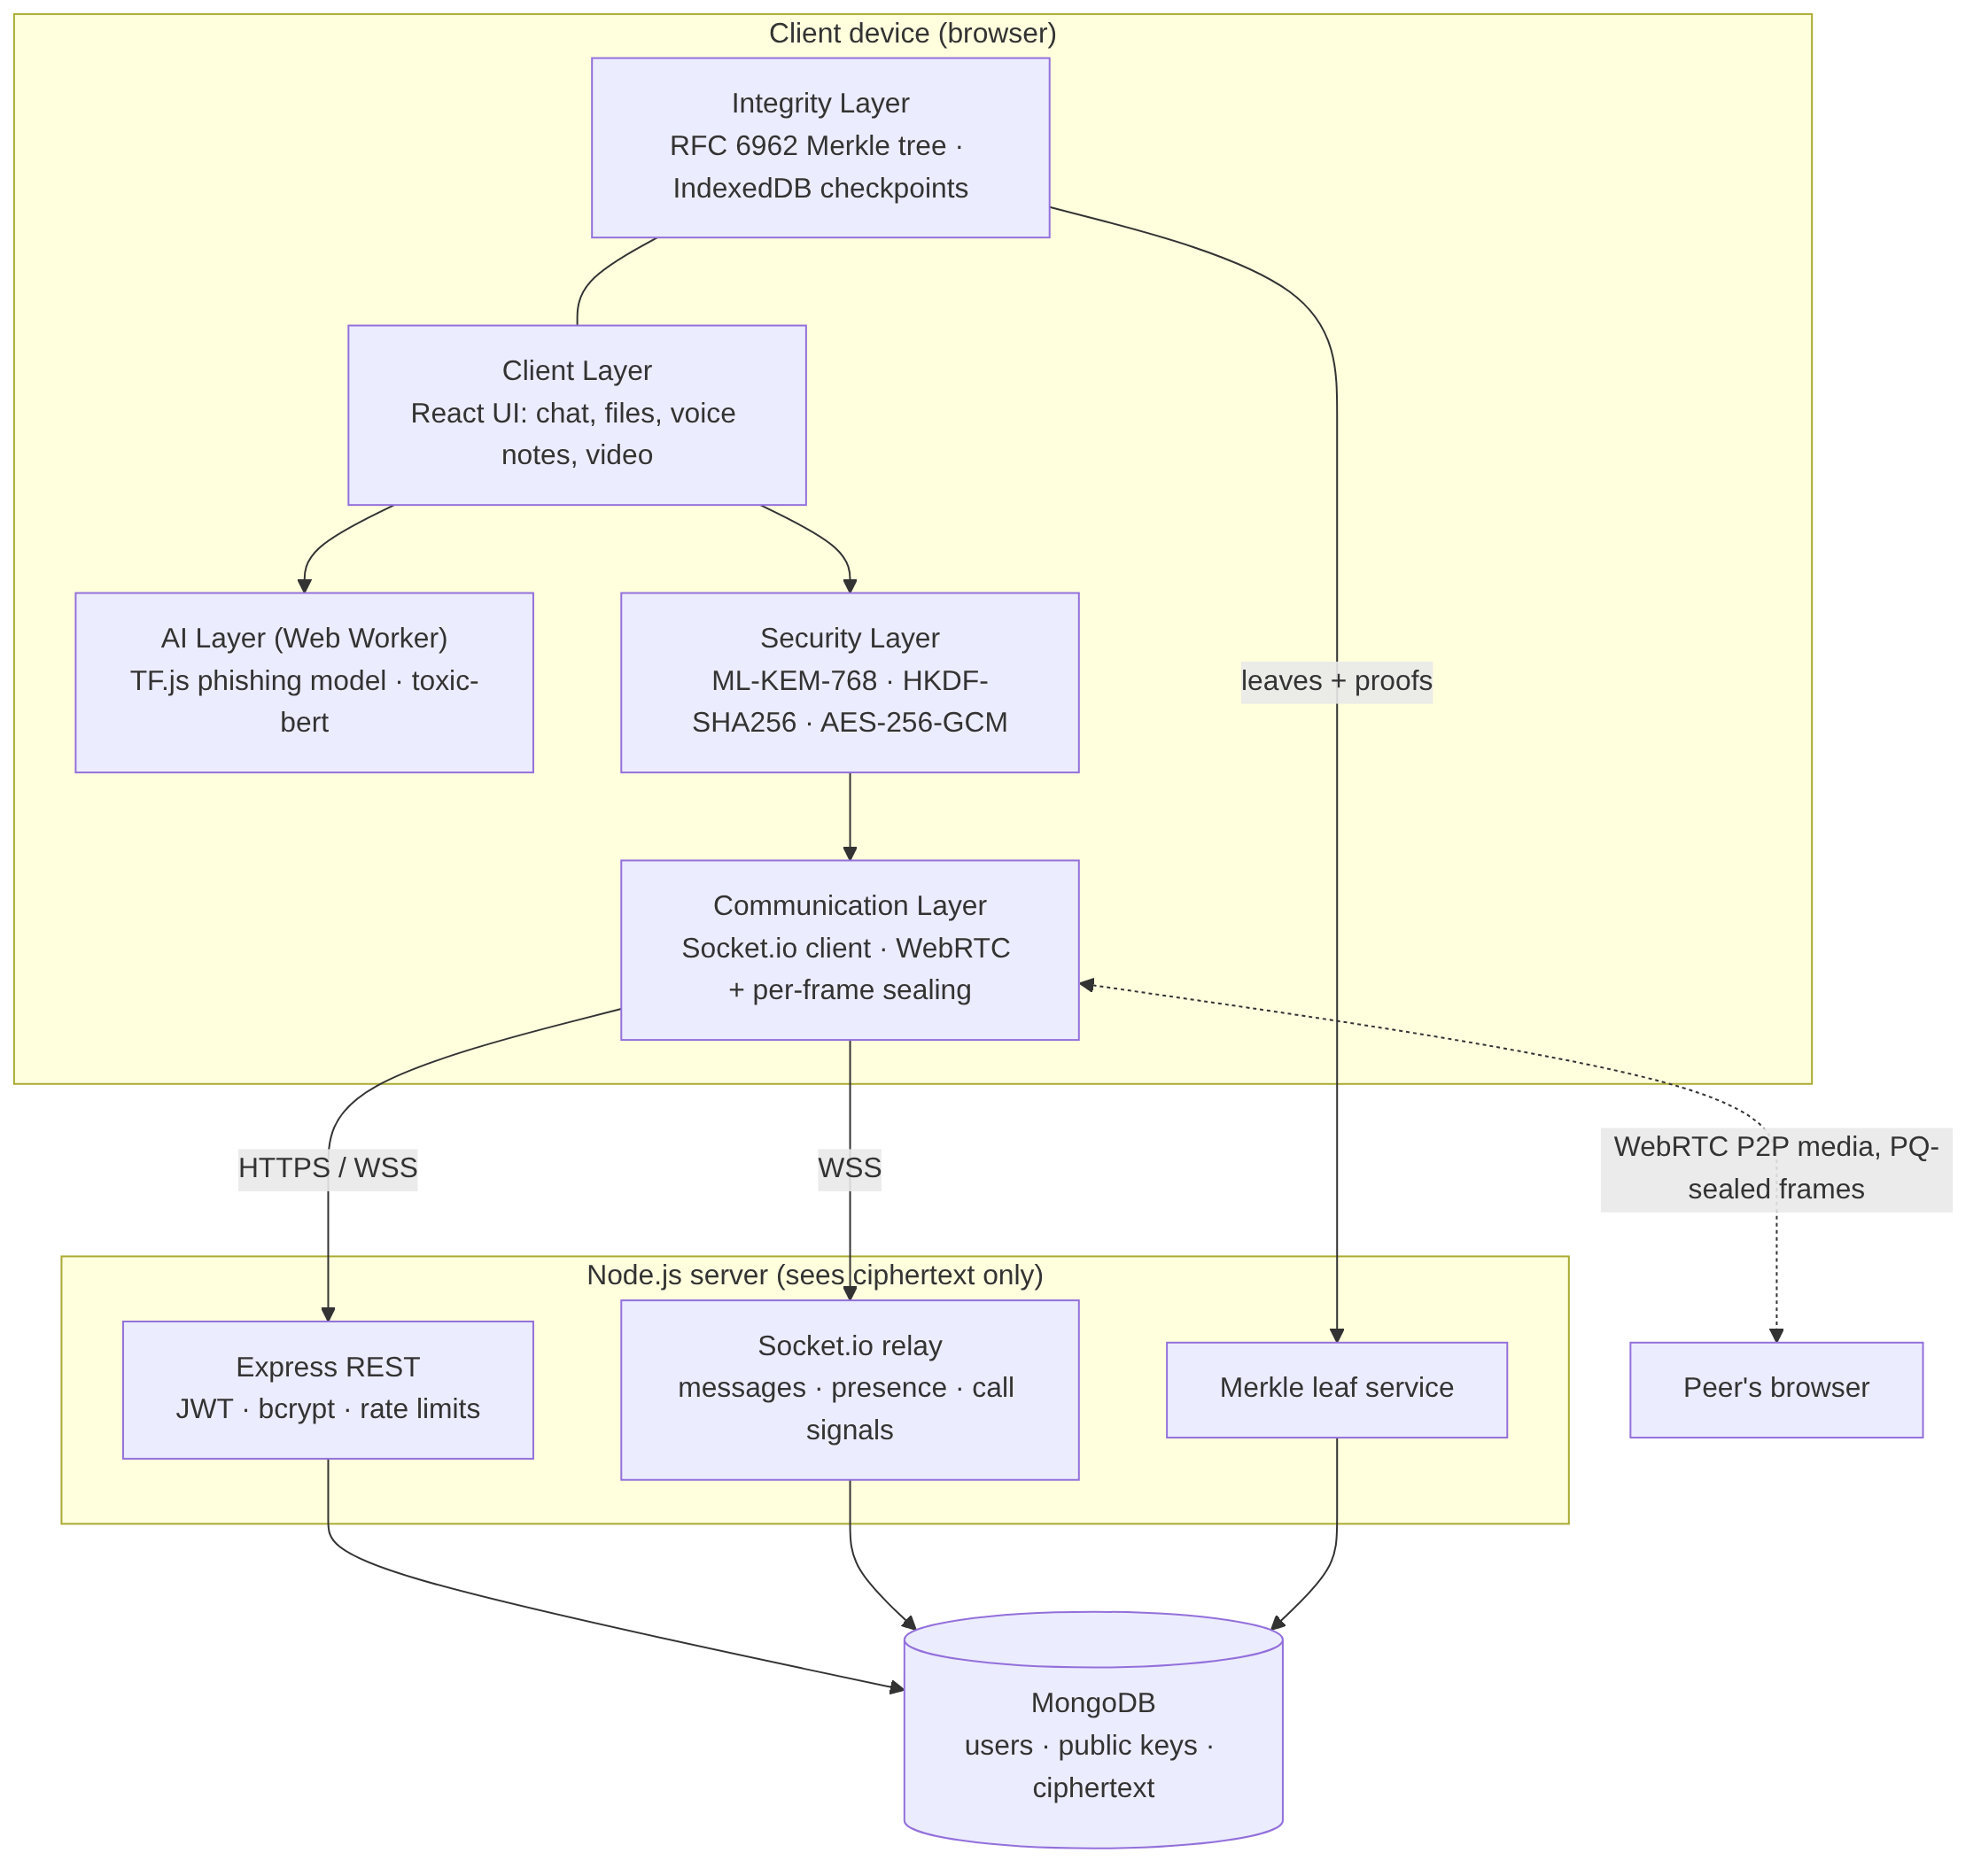 Client device (browser)
Integrity Layer
RFC 6962 Merkle tree ·
IndexedDB checkpoints
Client Layer
React UI: chat, files, voice
notes, video
AI Layer (Web Worker)
TF.js phishing model · toxic-
bert
Security Layer
ML-KEM-768 · HKDF-
SHA256 · AES-256-GCM
leaves + proofs
Communication Layer
Socket.io client · WebRTC
+ per-frame sealing
HTTPS / WSS
WSS
WebRTC P2P media, PQ-
sealed frames
Node.js server (sees ciphertext only)
Express REST
JWT · bcrypt · rate limits
Socket.io relay
messages · presence · call
signals
Merkle leaf service
Peer's browser
MongoDB
users · public keys ·
ciphertext